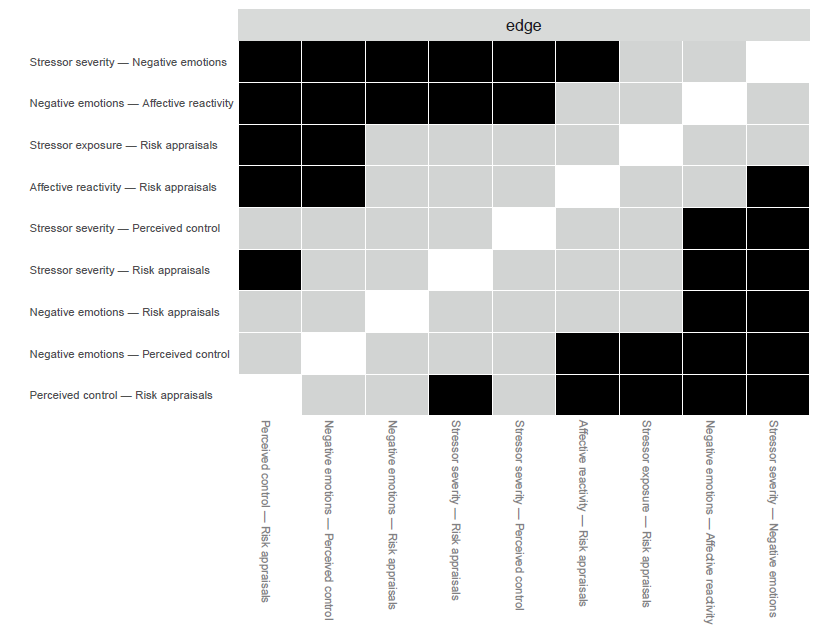 edge
Stressor severity — Negative emotions
Negative emotions — Affective reactivity
Stressor exposure — Risk appraisals
Affective reactivity — Risk appraisals
Stressor severity — Perceived control
Stressor severity — Risk appraisals
Negative emotions — Risk appraisals
Negative emotions — Perceived control
Perceived control — Risk appraisals
Perceived control — Risk appraisals
Negative emotions — Perceived control
Negative emotions — Risk appraisals
Stressor severity — Risk appraisals
Stressor severity — Perceived control
Affective reactivity — Risk appraisals
Stressor exposure — Risk appraisals
Negative emotions — Affective reactivity
Stressor severity — Negative emotions